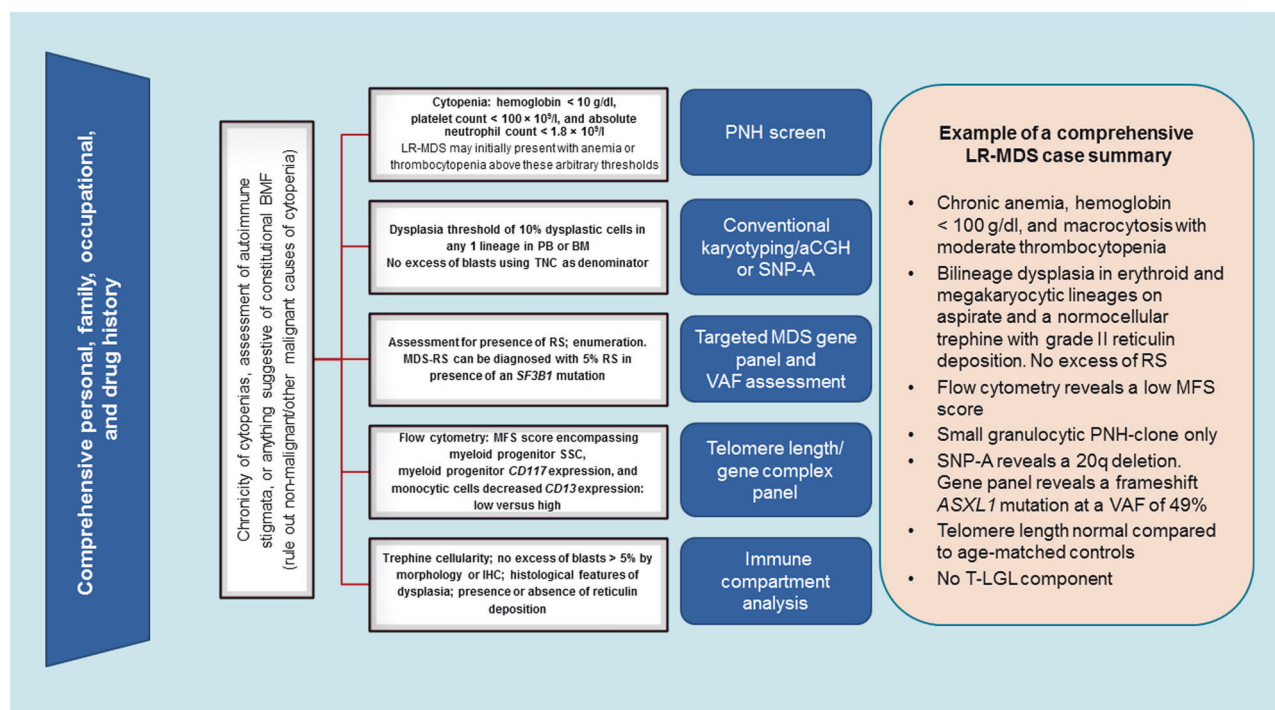 Comprehensive personal, family, occupational,
and drug history
Chronicity of cytopenias, assessment of autoimmune
stigmata, or anything suggestive of constitutional BMF
(rule out non-malignant/other malignant causes of cytopenia)
Cytopenia: hemoglobin < 10 g/dl,
platelet count < 100 × 10⁹/l, and absolute
neutrophil count < 1.8 × 10⁹/l
LR-MDS may initially present with anemia or
thrombocytopenia above these arbitrary thresholds
PNH screen
Dysplasia threshold of 10% dysplastic cells in
any 1 lineage in PB or BM
No excess of blasts using TNC as denominator
Conventional
karyotyping/aCGH
or SNP-A
Assessment for presence of RS; enumeration.
MDS-RS can be diagnosed with 5% RS in
presence of an SF3B1 mutation
Targeted MDS gene
panel and
VAF assessment
Flow cytometry: MFS score encompassing
myeloid progenitor SSC,
myeloid progenitor CD117 expression, and
monocytic cells decreased CD13 expression:
low versus high
Telomere length/
gene complex
panel
Trephine cellularity; no excess of blasts > 5% by
morphology or IHC; histological features of
dysplasia; presence or absence of reticulin
deposition
Immune
compartment
analysis
Example of a comprehensive
LR-MDS case summary
• Chronic anemia, hemoglobin
< 100 g/dl, and macrocytosis with
moderate thrombocytopenia
• Bilineage dysplasia in erythroid and
megakaryocytic lineages on
aspirate and a normocellular
trephine with grade II reticulin
deposition. No excess of RS
• Flow cytometry reveals a low MFS
score
• Small granulocytic PNH-clone only
• SNP-A reveals a 20q deletion.
Gene panel reveals a frameshift
ASXL1 mutation at a VAF of 49%
• Telomere length normal compared
to age-matched controls
• No T-LGL component